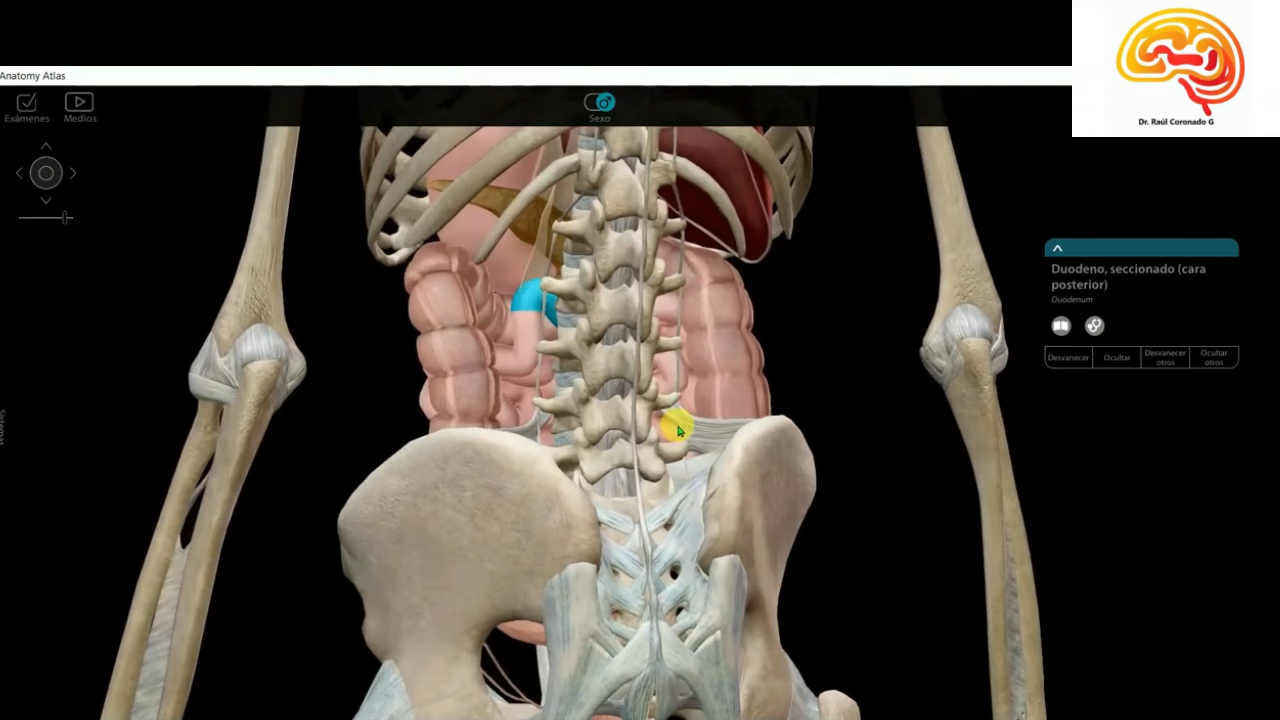 Anatomy Atlas
Exámenes
Medios
Sexo
Dr. Raúl Coronado G
Sistemas
Duodeno, seccionado (cara
posterior)
Duodenum
Desvanecer
Ocultar
Desvanecer
otros
Ocultar
otros